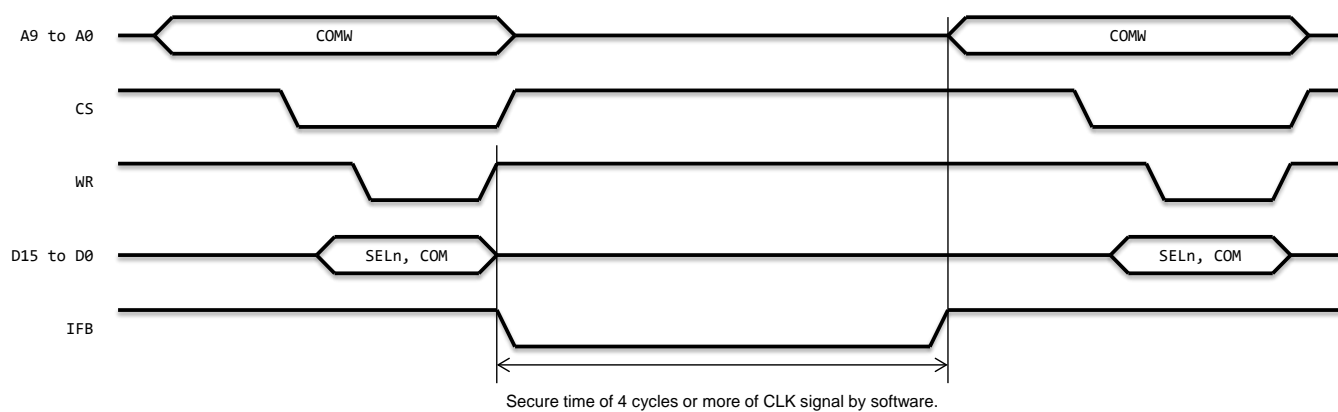 A9 to A0 COMW COMW
CS
WR
D15 to D0 SELn, COM SELn, COM
IFB
Secure time of 4 cycles or more of CLK signal by software.